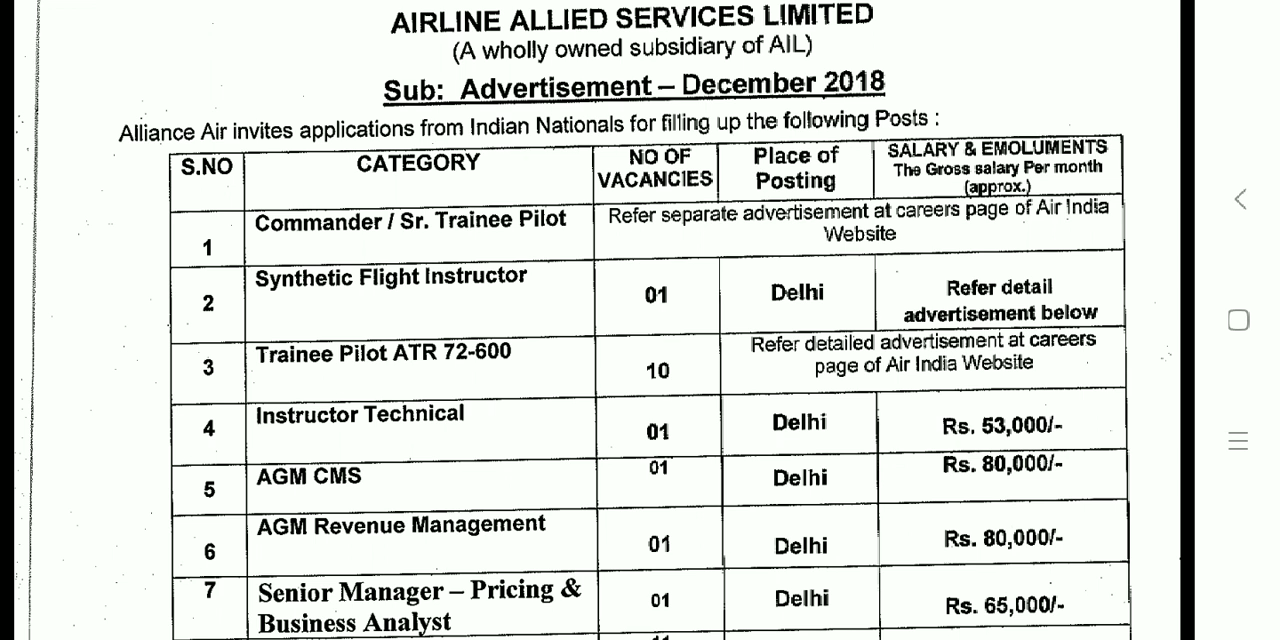 AIRLINE ALLIED SERVICES LIMITED
(A wholly owned subsidiary of AIL)
Sub: Advertisement – December 2018
Alliance Air invites applications from Indian Nationals for filling up the following Posts :
S.NO CATEGORY NO OF VACANCIES Place of Posting SALARY & EMOLUMENTS The Gross salary Per month (approx.)
1 Commander / Sr. Trainee Pilot Refer separate advertisement at careers page of Air India Website
2 Synthetic Flight Instructor 01 Delhi Refer detail advertisement below
3 Trainee Pilot ATR 72-600 10 Refer detailed advertisement at careers page of Air India Website
4 Instructor Technical 01 Delhi Rs. 53,000/-
5 AGM CMS 01 Delhi Rs. 80,000/-
6 AGM Revenue Management 01 Delhi Rs. 80,000/-
7 Senior Manager – Pricing & Business Analyst 01 Delhi Rs. 65,000/-